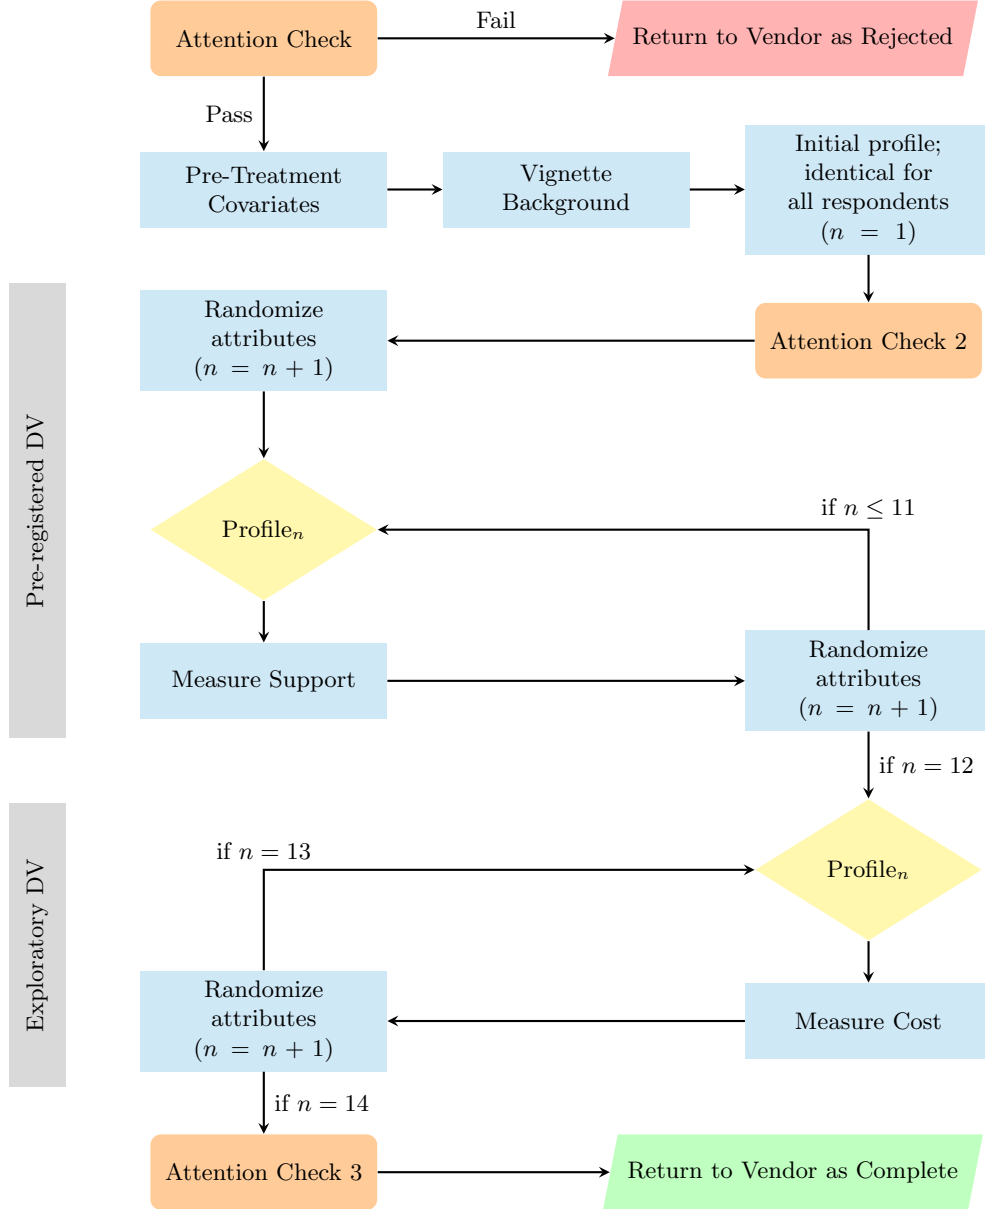 Attention Check
Fail
Return to Vendor as Rejected
Pass
Pre-Treatment
Covariates
Vignette
Background
Initial profile;
identical for
all respondents
(n = 1)
Pre-registered DV
Randomize
attributes
(n = n + 1)
Attention Check 2
Profileₙ
if n ≤ 11
Measure Support
Randomize
attributes
(n = n + 1)
if n = 12
Exploratory DV
if n = 13
Profileₙ
Randomize
attributes
(n = n + 1)
Measure Cost
if n = 14
Attention Check 3
Return to Vendor as Complete